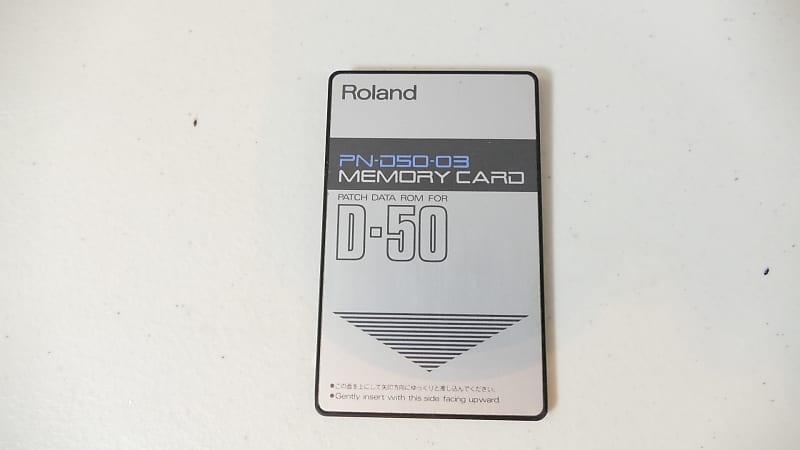 Roland
PN-D50-03
MEMORY CARD
PATCH DATA ROM FOR
D-50
●この面を上にして矢印方向にゆっくりと差し込んでください。
●Gently insert with this side facing upward.